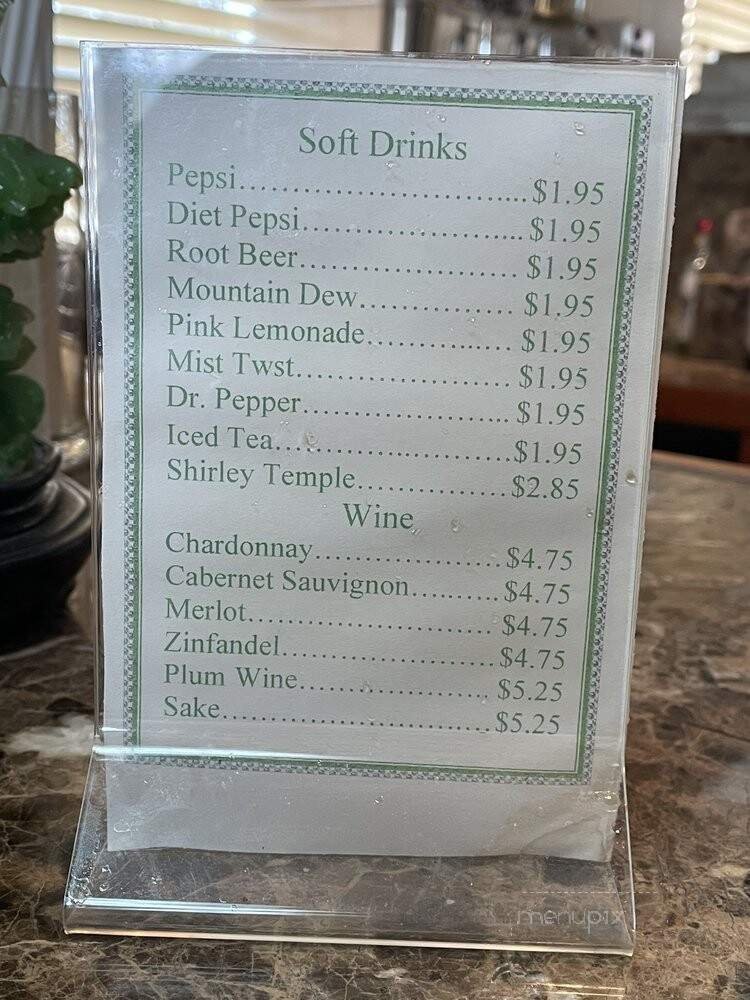 Soft Drinks
Pepsi............................ $1.95
Diet Pepsi...................... $1.95
Root Beer..................... $1.95
Mountain Dew............... $1.95
Pink Lemonade.............. $1.95
Mist Twst..................... $1.95
Dr. Pepper.................... $1.95
Iced Tea.......................$1.95
Shirley Temple...............$2.85
Wine
Chardonnay...................$4.75
Cabernet Sauvignon.........$4.75
Merlot......................... $4.75
Zinfandel......................$4.75
Plum Wine.................... $5.25
Sake............................$5.25
menupix